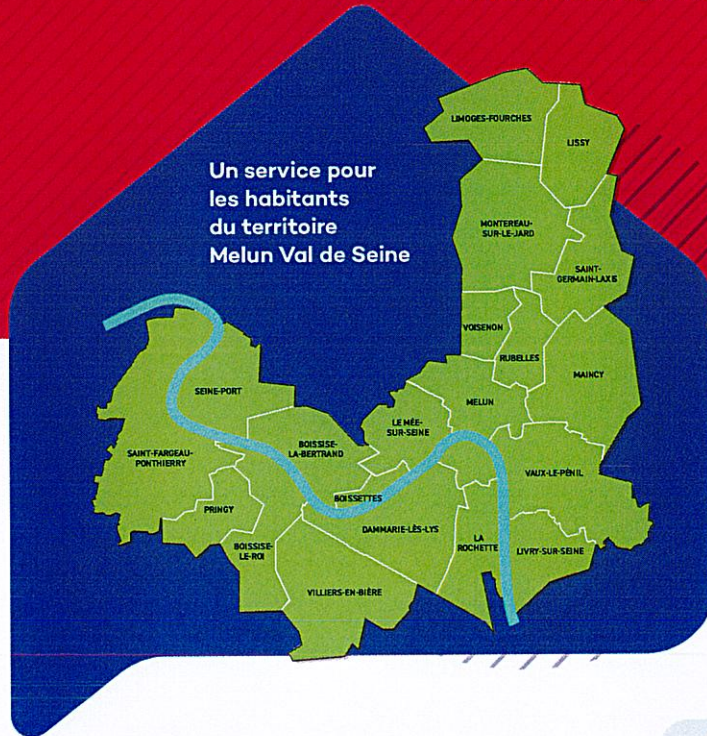 Un service pour
les habitants
du territoire
Melun Val de Seine
LIMOGES-FOURCHES
LISSY
MONTEREAU-
SUR-LE-JARD
SAINT-
GERMAIN-LAXIS
VOISENON
RUBELLES
MAINCY
SEINE-PORT
MELUN
LE MÉE-
SUR-SEINE
BOISSISE-
LA-BERTRAND
SAINT-FARGEAU-
PONTHIERRY
VAUX-LE-PÉNIL
BOISSETTES
PRINGY
DAMMARIE-LÈS-LYS
LA
ROCHETTE
LIVRY-SUR-SEINE
BOISSISE-
LE-ROI
VILLIERS-EN-BIÈRE